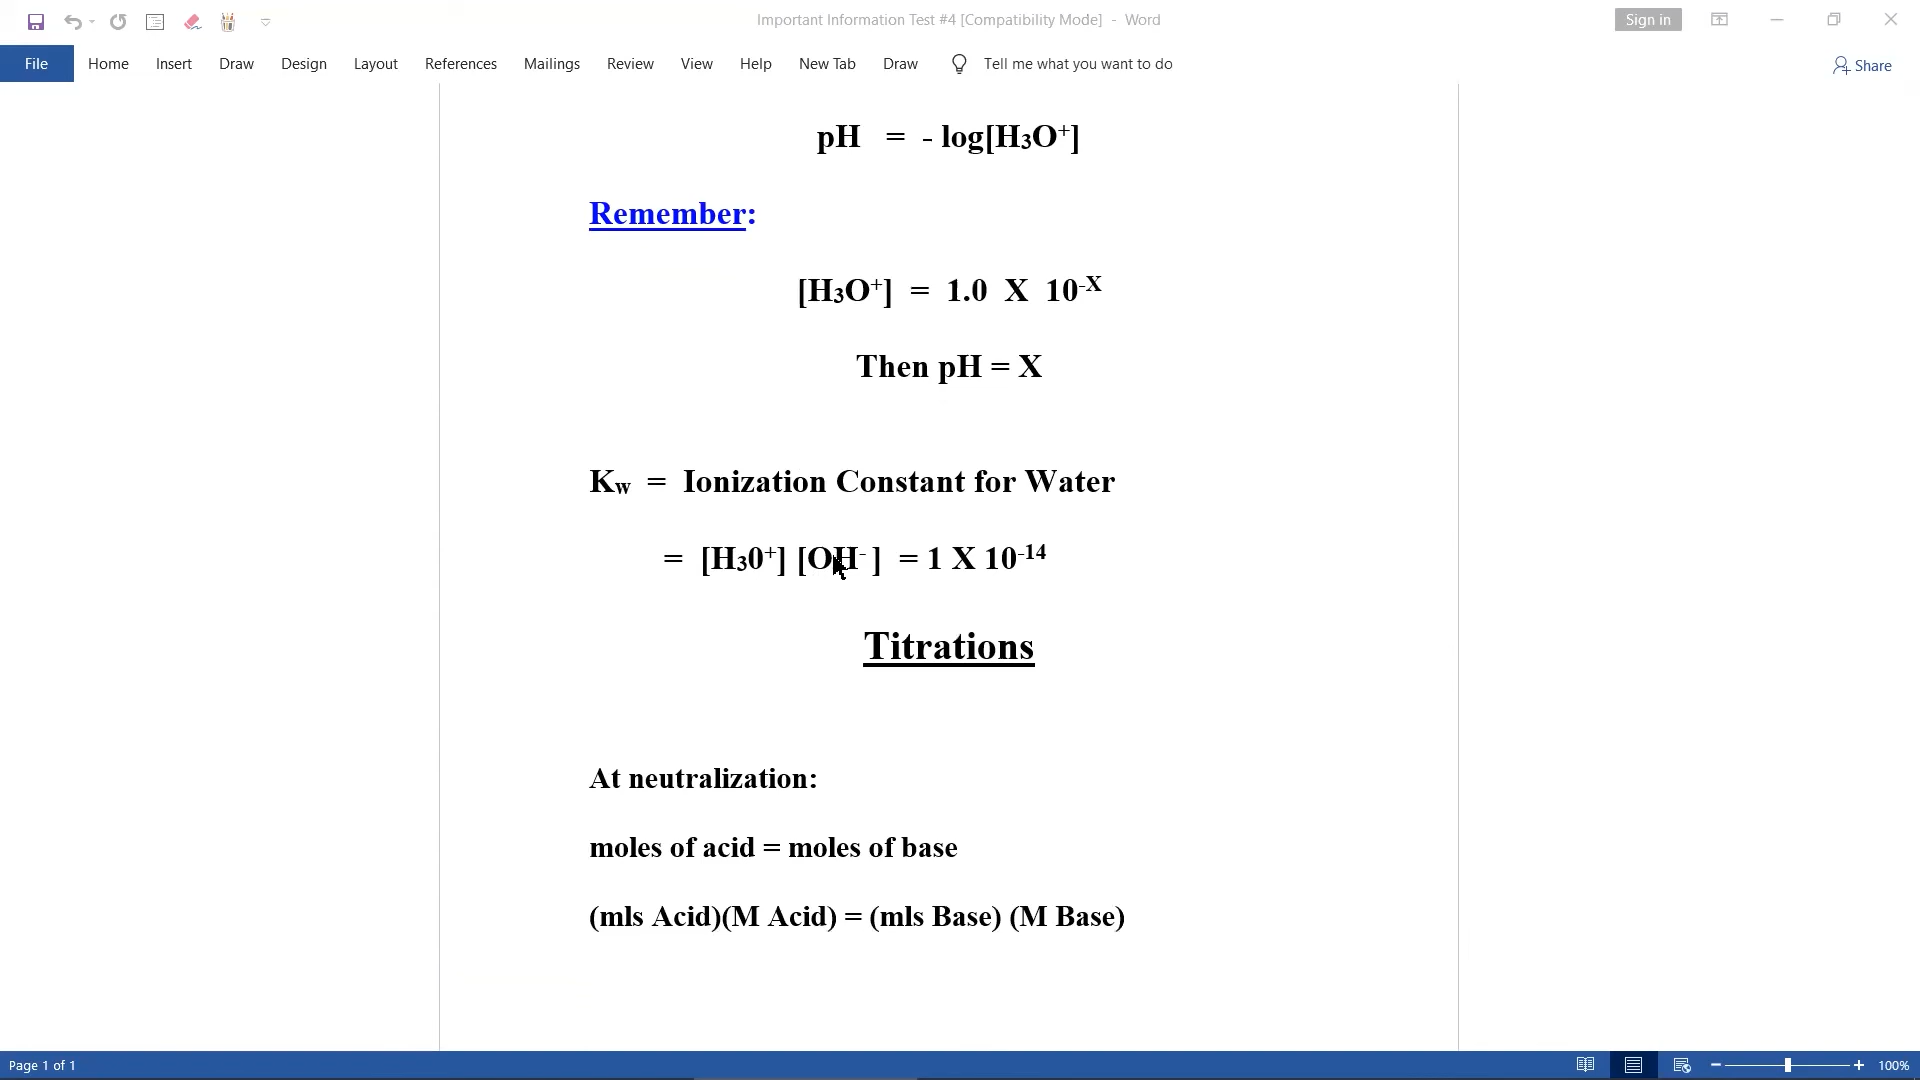 Important Information Test #4 [Compatibility Mode] - Word
Sign in
File Home Insert Draw Design Layout References Mailings Review View Help New Tab Draw Tell me what you want to do
Share
pH = - log[H₃O⁺]
Remember:
[H₃O⁺] = 1.0 X 10⁻ˣ
Then pH = X
Kw = Ionization Constant for Water
= [H₃0⁺] [OH⁻ ] = 1 X 10⁻¹⁴
Titrations
At neutralization:
moles of acid = moles of base
(mls Acid)(M Acid) = (mls Base) (M Base)
Page 1 of 1
100%